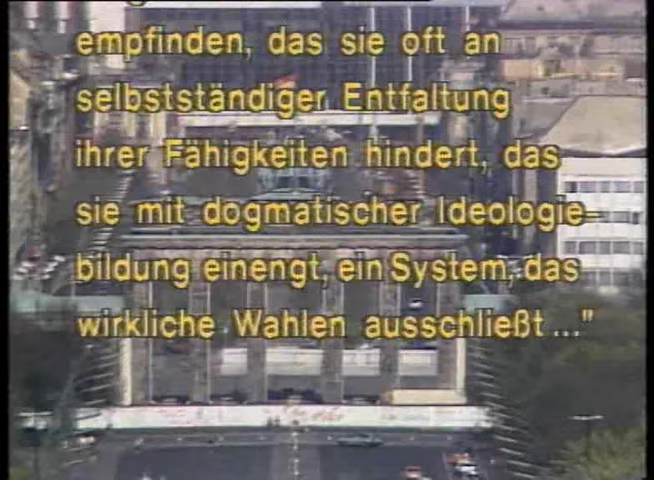 empfinden, das sie oft an
selbstständiger Entfaltung
ihrer Fähigkeiten hindert, das
sie mit dogmatischer Ideologie-
bildung einengt, ein System, das
wirkliche Wahlen ausschließt..."